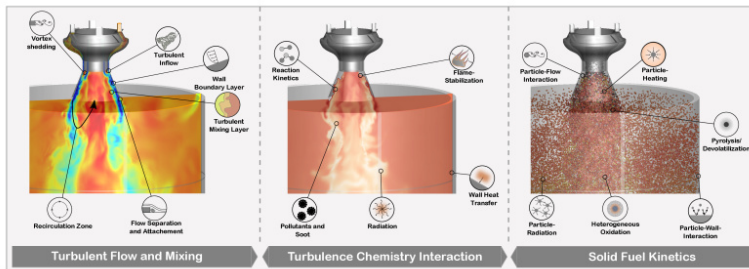 Vortex
shedding
Turbulent
Inflow
Wall
Boundary Layer
Turbulent
Mixing Layer
Recirculation Zone
Flow Separation
and Attachement
Turbulent Flow and Mixing
Reaction
Kinetics
Flame-
Stabilization
Wall Heat
Transfer
Pollutants and
Soot
Radiation
Turbulence Chemistry Interaction
Particle-Flow
Interaction
Particle-
Heating
Pyrolysis/
Devolatilization
Particle-
Radiation
Heterogeneous
Oxidation
Particle-Wall-
Interaction
Solid Fuel Kinetics